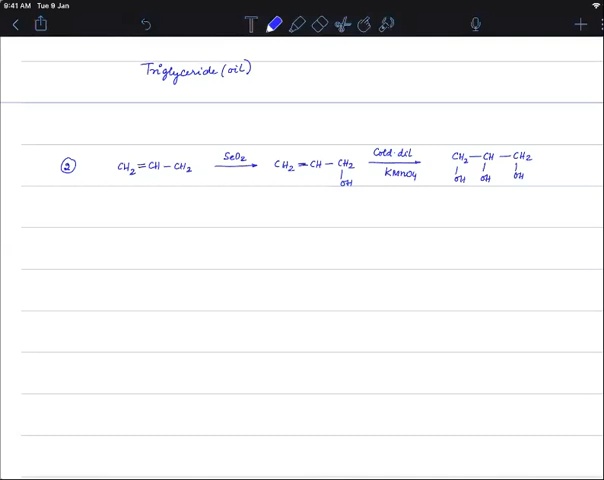 9:41 AM Tue 9 Jan
Triglyceride (oil)
② CH₂=CH–CH₂ SeO₂ CH₂=CH–CH₂ Cold·dil KMnO₄ CH₂–CH–CH₂
OH OH OH OH